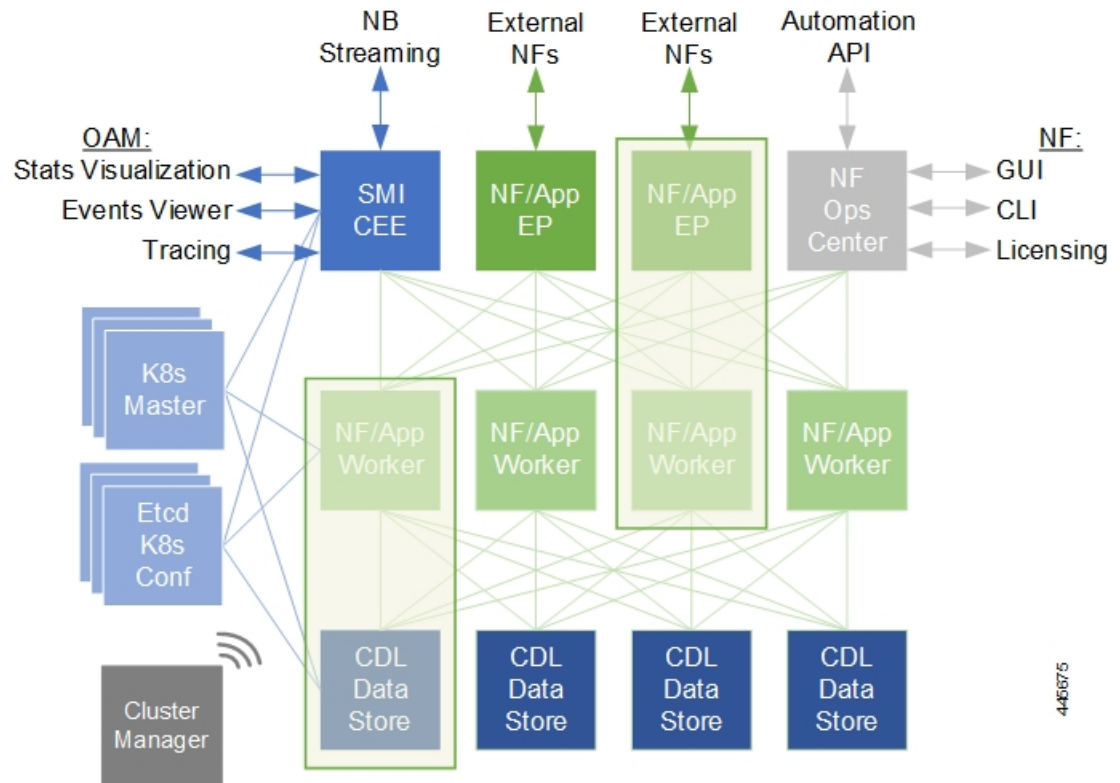 NB
Streaming
External
NFs
External
NFs
Automation
API
OAM:
Stats Visualization
Events Viewer
Tracing
SMI
CEE
NF/App
EP
NF/App
EP
NF
Ops
Center
NF:
GUI
CLI
Licensing
K8s
Master
NF/App
Worker
NF/App
Worker
NF/App
Worker
NF/App
Worker
Etcd
K8s
Conf
Cluster
Manager
CDL
Data
Store
CDL
Data
Store
CDL
Data
Store
CDL
Data
Store
445675